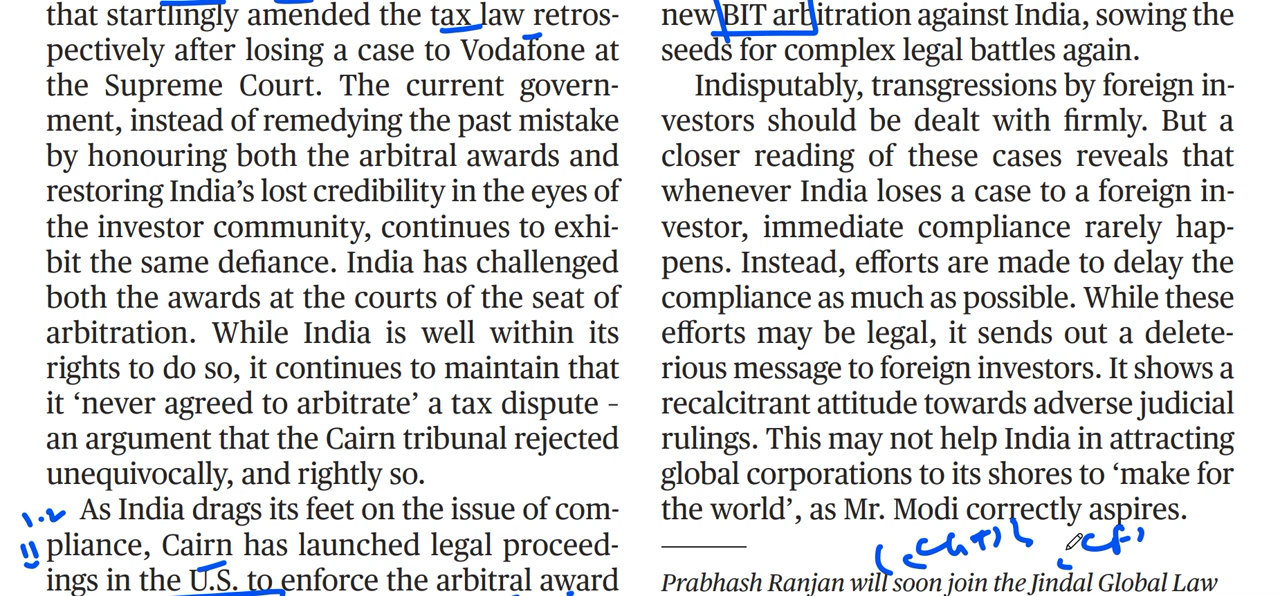 that startlingly amended the tax law retros-
pectively after losing a case to Vodafone at
the Supreme Court. The current govern-
ment, instead of remedying the past mistake
by honouring both the arbitral awards and
restoring India's lost credibility in the eyes of
the investor community, continues to exhi-
bit the same defiance. India has challenged
both the awards at the courts of the seat of
arbitration. While India is well within its
rights to do so, it continues to maintain that
it 'never agreed to arbitrate' a tax dispute –
an argument that the Cairn tribunal rejected
unequivocally, and rightly so.
As India drags its feet on the issue of com-
pliance, Cairn has launched legal proceed-
ings in the U.S. to enforce the arbitral award
new BIT arbitration against India, sowing the
seeds for complex legal battles again.
Indisputably, transgressions by foreign in-
vestors should be dealt with firmly. But a
closer reading of these cases reveals that
whenever India loses a case to a foreign in-
vestor, immediate compliance rarely hap-
pens. Instead, efforts are made to delay the
compliance as much as possible. While these
efforts may be legal, it sends out a delete-
rious message to foreign investors. It shows a
recalcitrant attitude towards adverse judicial
rulings. This may not help India in attracting
global corporations to its shores to 'make for
the world', as Mr. Modi correctly aspires.
Prabhash Ranjan will soon join the Jindal Global Law